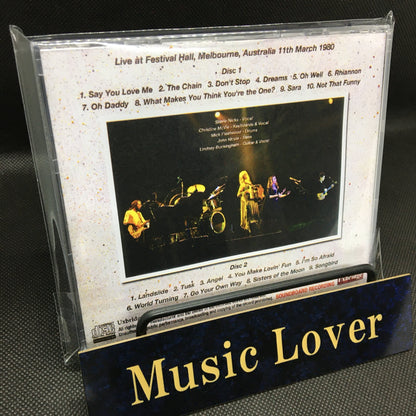 Live at Festival Hall, Melbourne, Australia 11th March 1980
Disc 1
1. Say You Love Me 2. The Chain 3. Don't Stop 4. Dreams 5. Oh Well 6. Rhiannon
7. Oh Daddy 8. What Makes You Think You're the One? 9. Sara 10. Not That Funny
Stevie Nicks - Vocal
Christine McVie - Keyboards & Vocal
Mick Fleetwood - Drums
John McVie - Bass
Lindsey Buckingham - Guitar & Vocal
Disc 2
1. Landslide 2. Tusk 3. Angel 4. You Make Lovin' Fun 5. I'm So Afraid
6. World Turning 7. Go Your Own Way 8. Sisters of the Moon 9. Songbird
SOUNDBOARD RECORDING
Music Lover